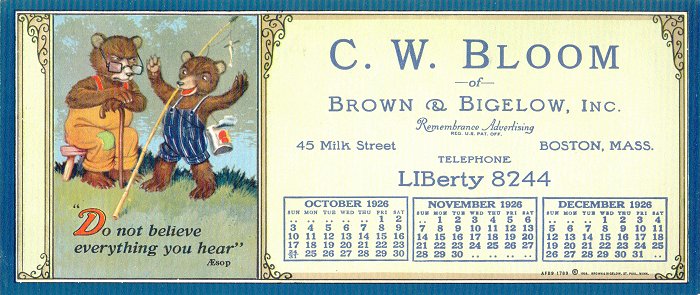 "Do not believe
everything you hear"
Æsop
C. W. BLOOM
of
BROWN & BIGELOW, INC.
Remembrance Advertising
REG. U.S. PAT. OFF.
45 MILK STREET BOSTON, MASS.
TELEPHONE
LIBerty 8244
OCTOBER 1926
SUN MON TUE WED THU FRI SAT
.. .. .. .. .. 1 2
3 4 5 6 7 8 9
10 11 12 13 14 15 16
17 18 19 20 21 22 23
24/31 25 26 27 28 29 30
NOVEMBER 1926
SUN MON TUE WED THU FRI SAT
.. 1 2 3 4 5 6
7 8 9 10 11 12 13
14 15 16 17 18 19 20
21 22 23 24 25 26 27
28 29 30 .. .. .. ..
DECEMBER 1926
SUN MON TUE WED THU FRI SAT
.. .. .. 1 2 3 4
5 6 7 8 9 10 11
12 13 14 15 16 17 18
19 20 21 22 23 24 25
26 27 28 29 30 31 ..
© BROWN & BIGELOW, ST. PAUL, MINN.